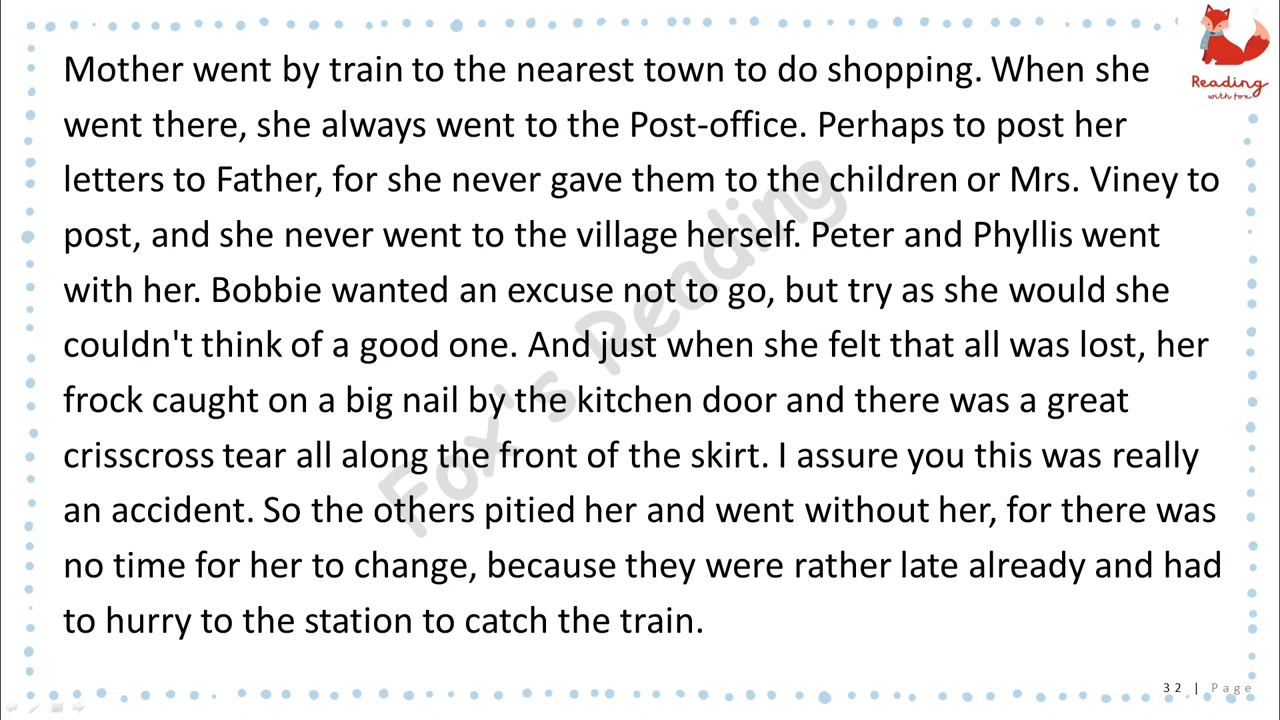 Mother went by train to the nearest town to do shopping. When she
went there, she always went to the Post-office. Perhaps to post her
letters to Father, for she never gave them to the children or Mrs. Viney to
post, and she never went to the village herself. Peter and Phyllis went
with her. Bobbie wanted an excuse not to go, but try as she would she
couldn't think of a good one. And just when she felt that all was lost, her
frock caught on a big nail by the kitchen door and there was a great
crisscross tear all along the front of the skirt. I assure you this was really
an accident. So the others pitied her and went without her, for there was
no time for her to change, because they were rather late already and had
to hurry to the station to catch the train.
Reading
with fox
Fox's Reading
32 | Page